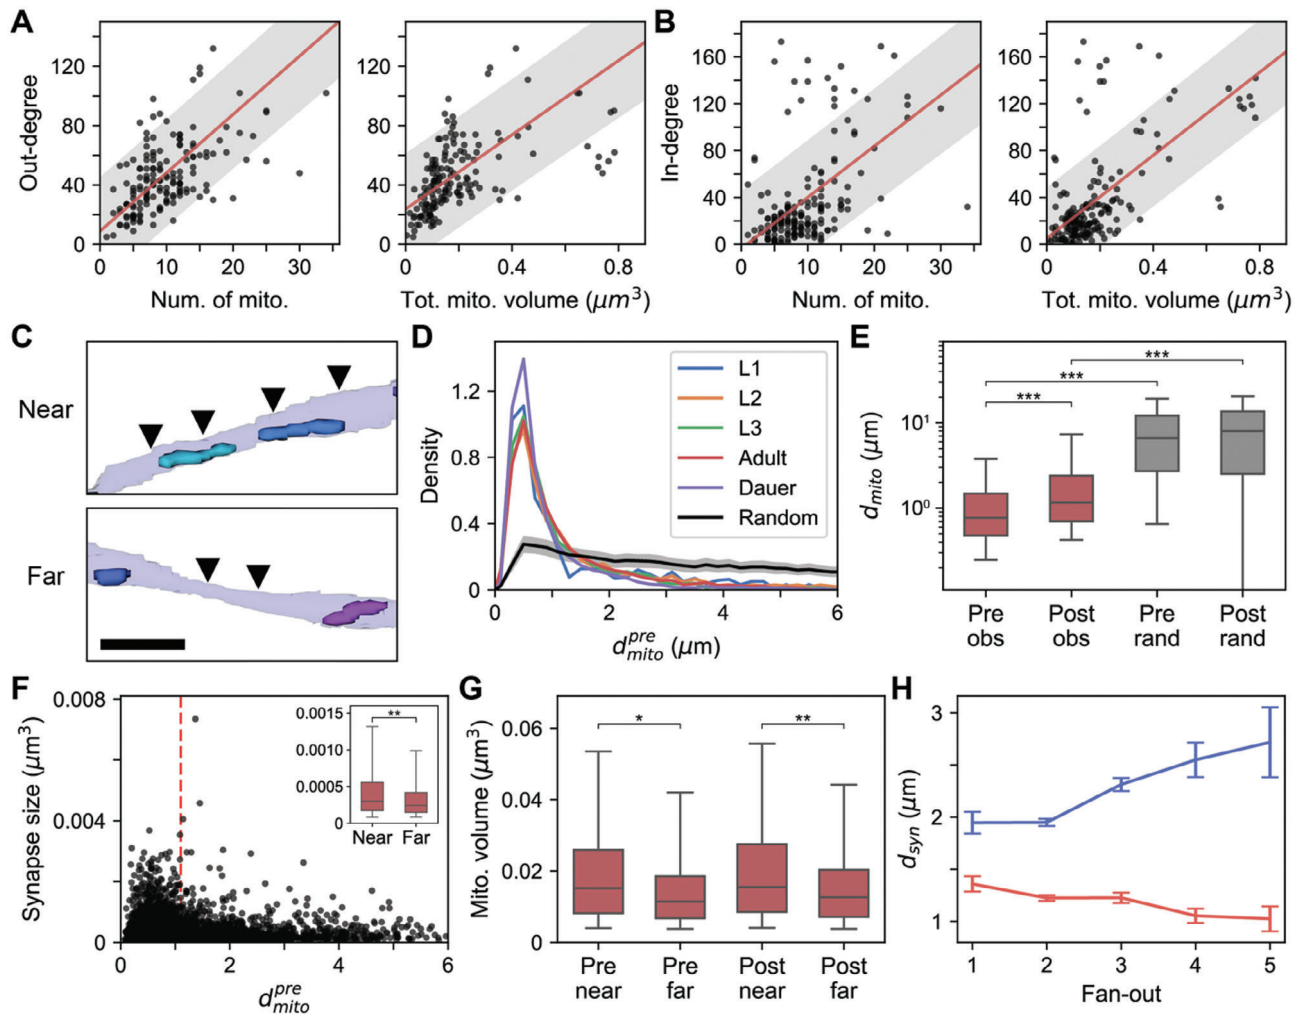 A
Out-degree
120
80
40
0
0
10
20
30
Num. of mito.
0
0.4
0.8
Tot. mito. volume (μm³)
B
In-degree
160
120
80
40
0
0
10
20
30
Num. of mito.
160
120
80
40
0
0
0.4
0.8
Tot. mito. volume (μm³)
120
80
40
0
C
Near
Far
D
Density
1.2
0.8
0.4
0
0
2
4
6
d_mito^pre (μm)
L1
L2
L3
Adult
Dauer
Random
E
d_mito (μm)
10¹
10⁰
***
***
***
Pre obs
Post obs
Pre rand
Post rand
F
Synapse size (μm³)
0.008
0.004
0
0
2
4
6
d_mito^pre
0.0015
0.0010
0.0005
0
**
Near
Far
G
Mito. volume (μm³)
0.06
0.04
0.02
0
*
**
Pre near
Pre far
Post near
Post far
H
d_syn (μm)
3
2
1
1
2
3
4
5
Fan-out